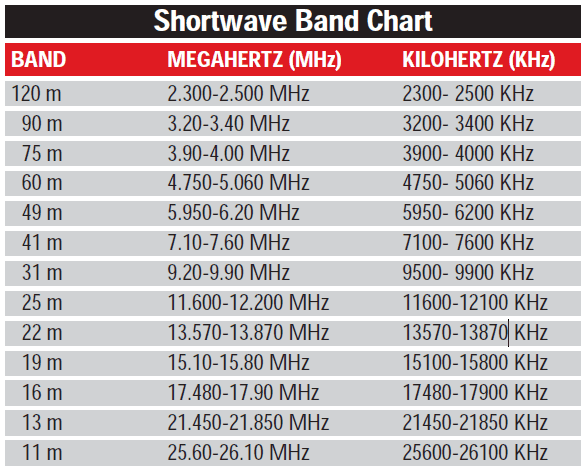 Shortwave Band Chart
BAND MEGAHERTZ (MHz) KILOHERTZ (KHz)
120 m 2.300-2.500 MHz 2300- 2500 KHz
90 m 3.20-3.40 MHz 3200- 3400 KHz
75 m 3.90-4.00 MHz 3900- 4000 KHz
60 m 4.750-5.060 MHz 4750- 5060 KHz
49 m 5.950-6.20 MHz 5950- 6200 KHz
41 m 7.10-7.60 MHz 7100- 7600 KHz
31 m 9.20-9.90 MHz 9500- 9900 KHz
25 m 11.600-12.200 MHz 11600-12100 KHz
22 m 13.570-13.870 MHz 13570-13870 KHz
19 m 15.10-15.80 MHz 15100-15800 KHz
16 m 17.480-17.90 MHz 17480-17900 KHz
13 m 21.450-21.850 MHz 21450-21850 KHz
11 m 25.60-26.10 MHz 25600-26100 KHz